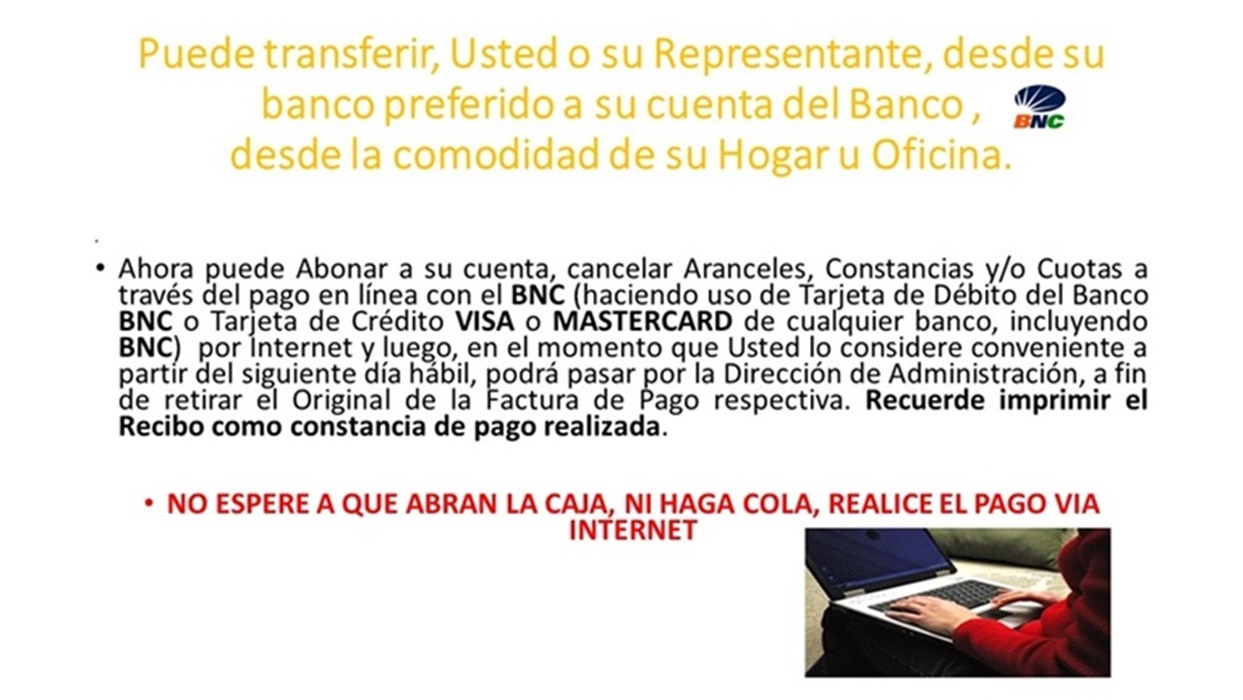 Puede transferir, Usted o su Representante, desde su
banco preferido a su cuenta del Banco , BNC
desde la comodidad de su Hogar u Oficina.
• Ahora puede Abonar a su cuenta, cancelar Aranceles, Constancias y/o Cuotas a
través del pago en línea con el BNC (haciendo uso de Tarjeta de Débito del Banco
BNC o Tarjeta de Crédito VISA o MASTERCARD de cualquier banco, incluyendo
BNC) por Internet y luego, en el momento que Usted lo considere conveniente a
partir del siguiente día hábil, podrá pasar por la Dirección de Administración, a fin
de retirar el Original de la Factura de Pago respectiva. Recuerde imprimir el
Recibo como constancia de pago realizada.
• NO ESPERE A QUE ABRAN LA CAJA, NI HAGA COLA, REALICE EL PAGO VIA
INTERNET